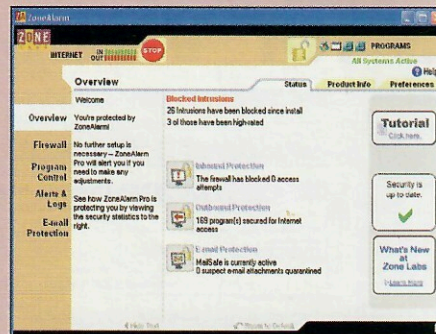 ZoneAlarm
ZONE
INTERNET
IN
OUT
STOP
PROGRAMS
All Systems Active
Help
Overview
Status
Product Info
Preferences
Overview
Firewall
Program
Control
Alerts &
Logs
E-mail
Protection
Welcome
You're protected by
ZoneAlarm!
No further setup is
necessary – ZoneAlarm
Pro will alert you if you
need to make any
adjustments.
See how ZoneAlarm Pro is
protecting you by viewing
the security statistics to the
right.
Blocked Intrusions
26 Intrusions have been blocked since install
3 of those have been high-rated
Inbound Protection
The firewall has blocked 0 access
attempts
Outbound Protection
169 program(s) secured for Internet
access
E-mail Protection
MailSafe is currently active
0 suspect e-mail attachments quarantined
Tutorial
Click here.
Security is
up to date.
What's New
at
Zone Labs
Learn More
Reset to Default